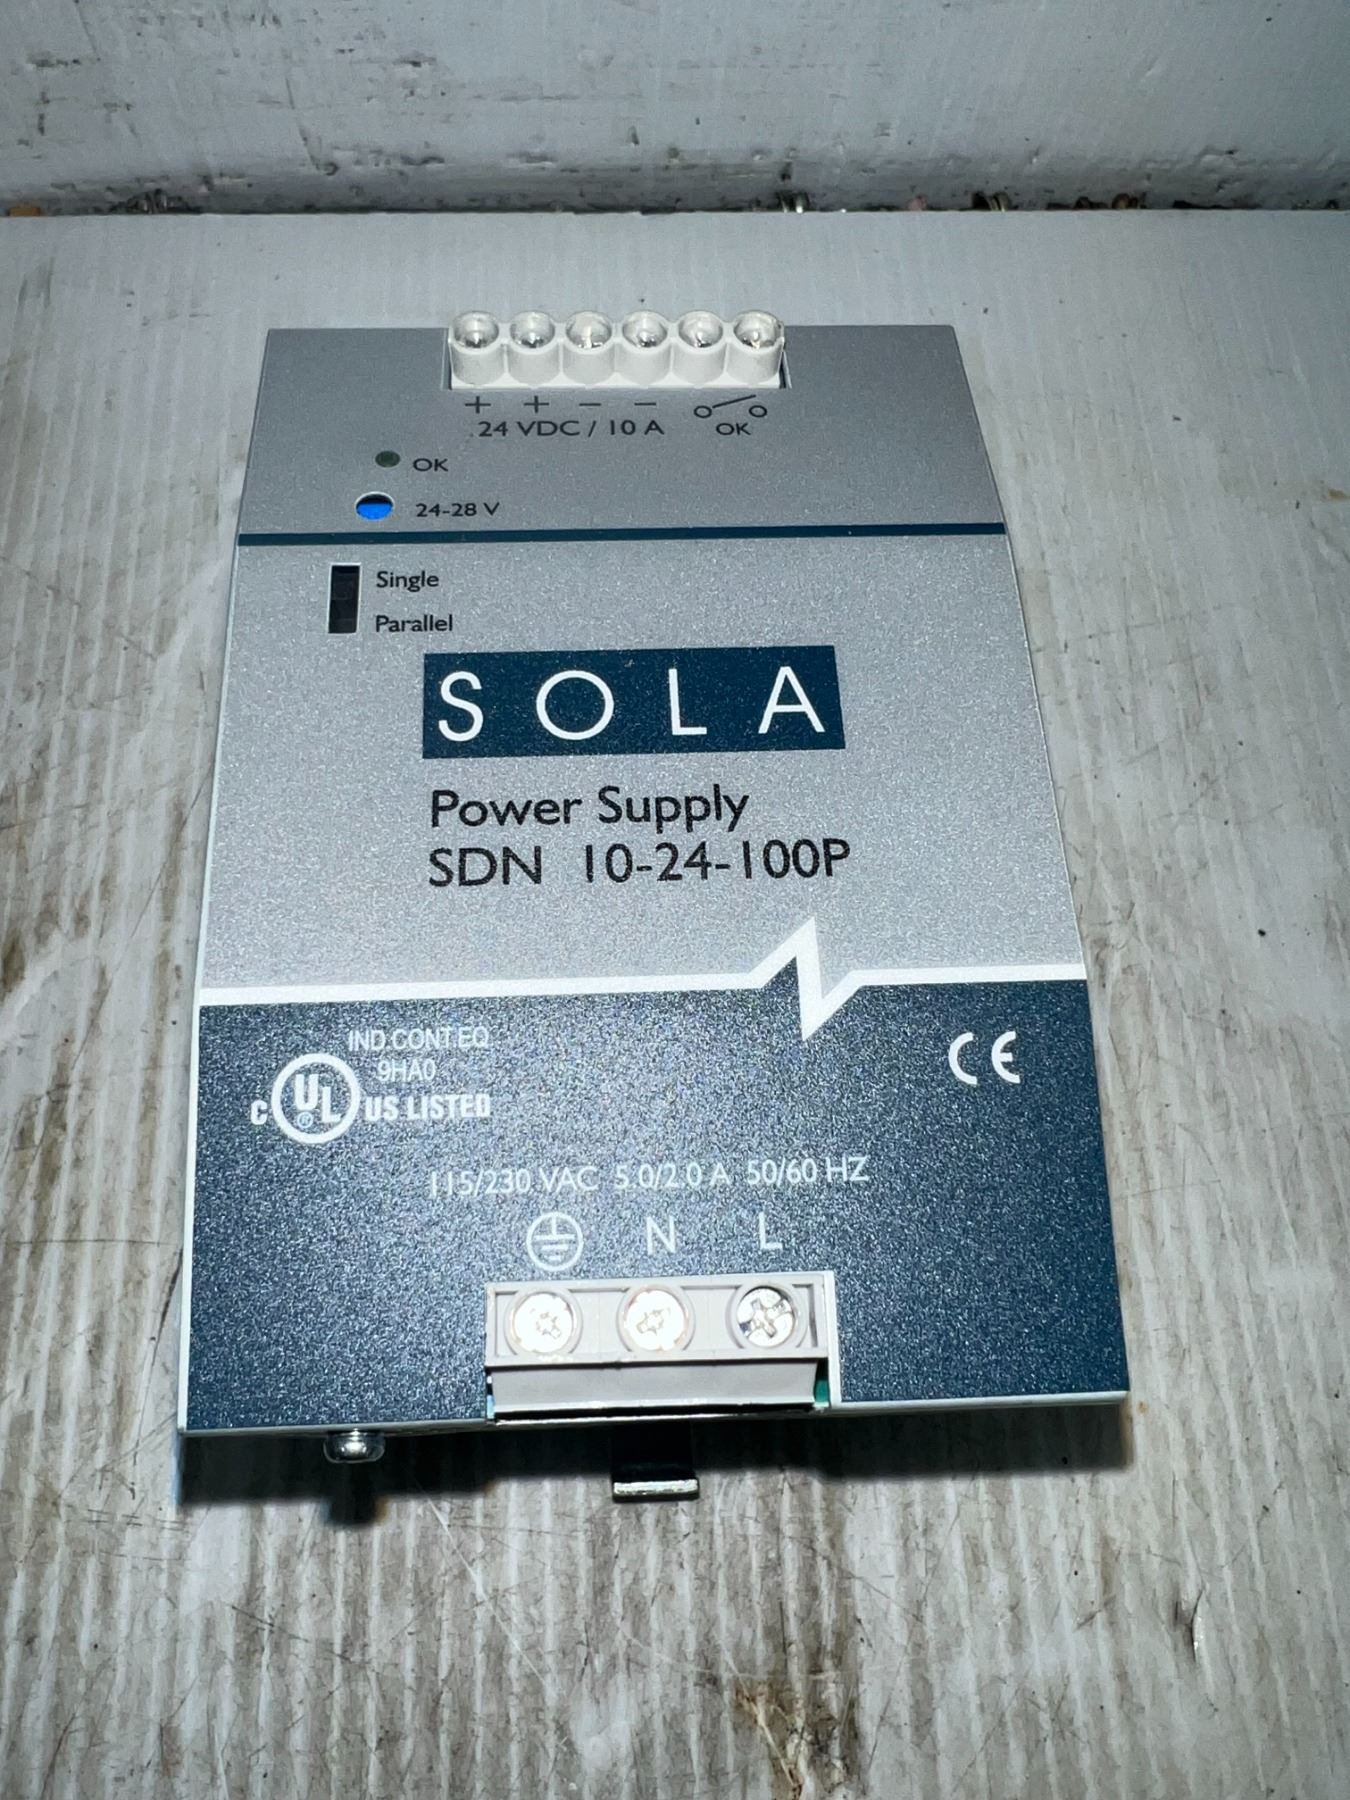 + + − −
24 VDC / 10 A OK
OK
24-28 V
Single
Parallel
SOLA
Power Supply
SDN 10-24-100P
IND.CONT.EQ
9HA0
C UL US LISTED
CE
115/230 VAC 5.0/2.0 A 50/60 HZ
N L